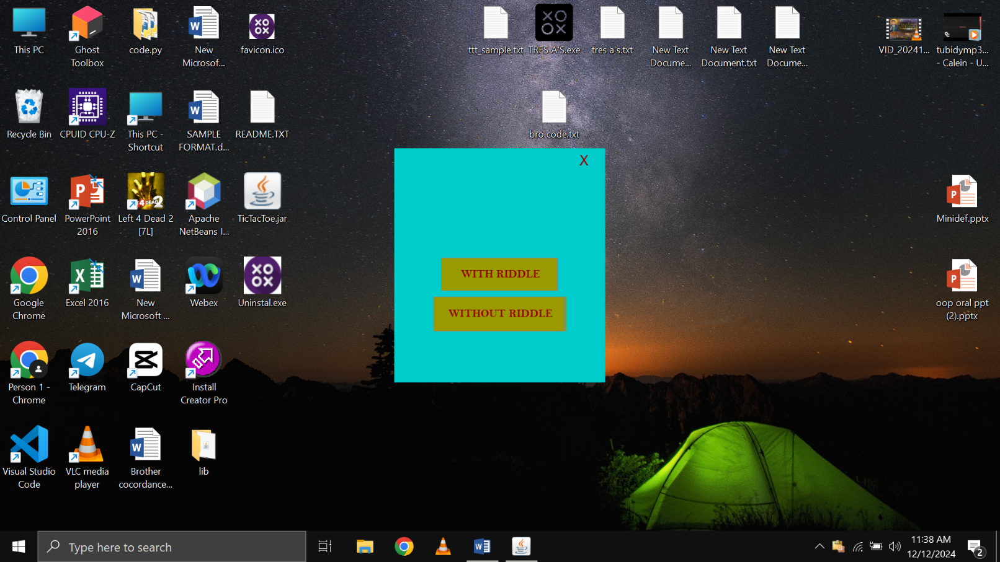 This PC
Ghost
Toolbox
code.py
New
Microsof...
favicon.ico
ttt_sample.txt
TRES A'S.exe
tres a's.txt
New Text
Docume...
New Text
Document.txt
New Text
Docume...
VID_20241...
tubidymp3...
- Calein - U...
Recycle Bin
CPUID CPU-Z
This PC -
Shortcut
SAMPLE
FORMAT.d...
README.TXT
bro code.txt
X
Control Panel
PowerPoint
2016
Left 4 Dead 2
[7L]
Apache
NetBeans I...
TicTacToe.jar
Minidef.pptx
WITH RIDDLE
WITHOUT RIDDLE
Google
Chrome
Excel 2016
New
Microsoft ...
Webex
Uninstal.exe
oop oral ppt
(2).pptx
Person 1 -
Chrome
Telegram
CapCut
Install
Creator Pro
Visual Studio
Code
VLC media
player
Brother
cocordance...
lib
Type here to search
11:38 AM
12/12/2024
2